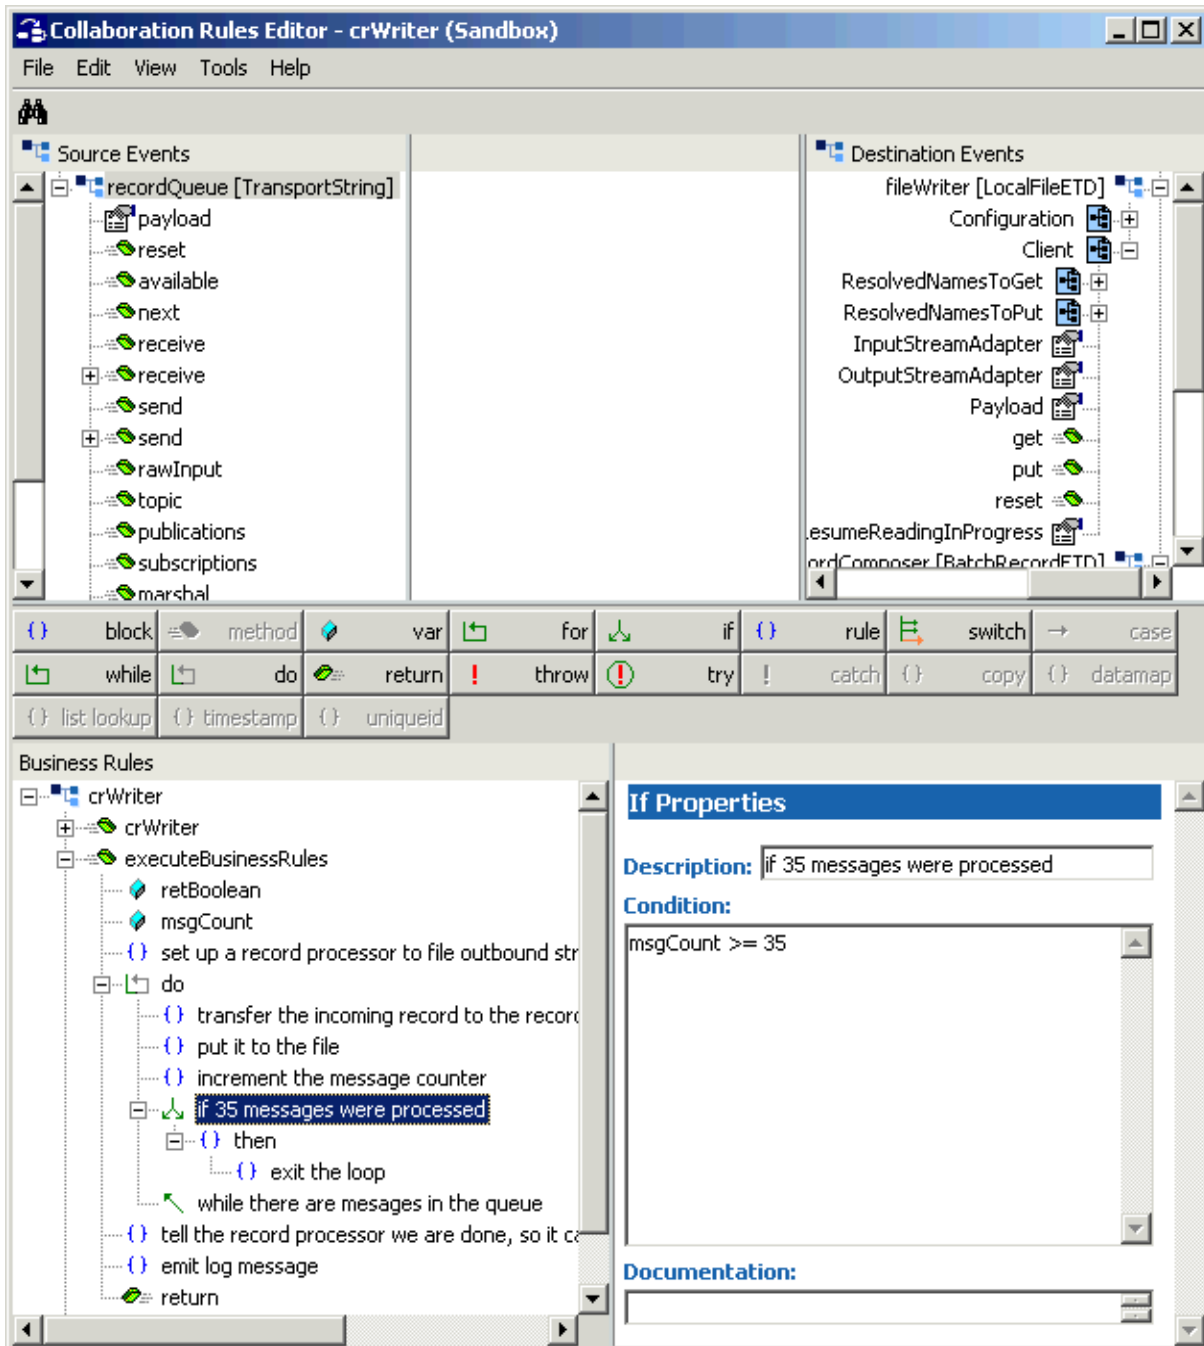 Collaboration Rules Editor - crWriter (Sandbox)
File Edit View Tools Help
Source Events
recordQueue [TransportString]
payload
reset
available
next
receive
receive
send
send
rawInput
topic
publications
subscriptions
marshal
Destination Events
fileWriter [LocalFileETD]
Configuration
Client
ResolvedNamesToGet
ResolvedNamesToPut
InputStreamAdapter
OutputStreamAdapter
Payload
get
put
reset
esumeReadingInProgress
ordComposer [BatchRecordETD]
{} block method var for if {} rule switch case
while do return ! throw ! try ! catch {} copy {} datamap
{} list lookup {} timestamp {} uniqueid
Business Rules
crWriter
crWriter
executeBusinessRules
retBoolean
msgCount
{} set up a record processor to file outbound str
do
{} transfer the incoming record to the record
{} put it to the file
{} increment the message counter
if 35 messages were processed
{} then
{} exit the loop
while there are mesages in the queue
{} tell the record processor we are done, so it ca
{} emit log message
return
If Properties
Description: if 35 messages were processed
Condition:
msgCount >= 35
Documentation: